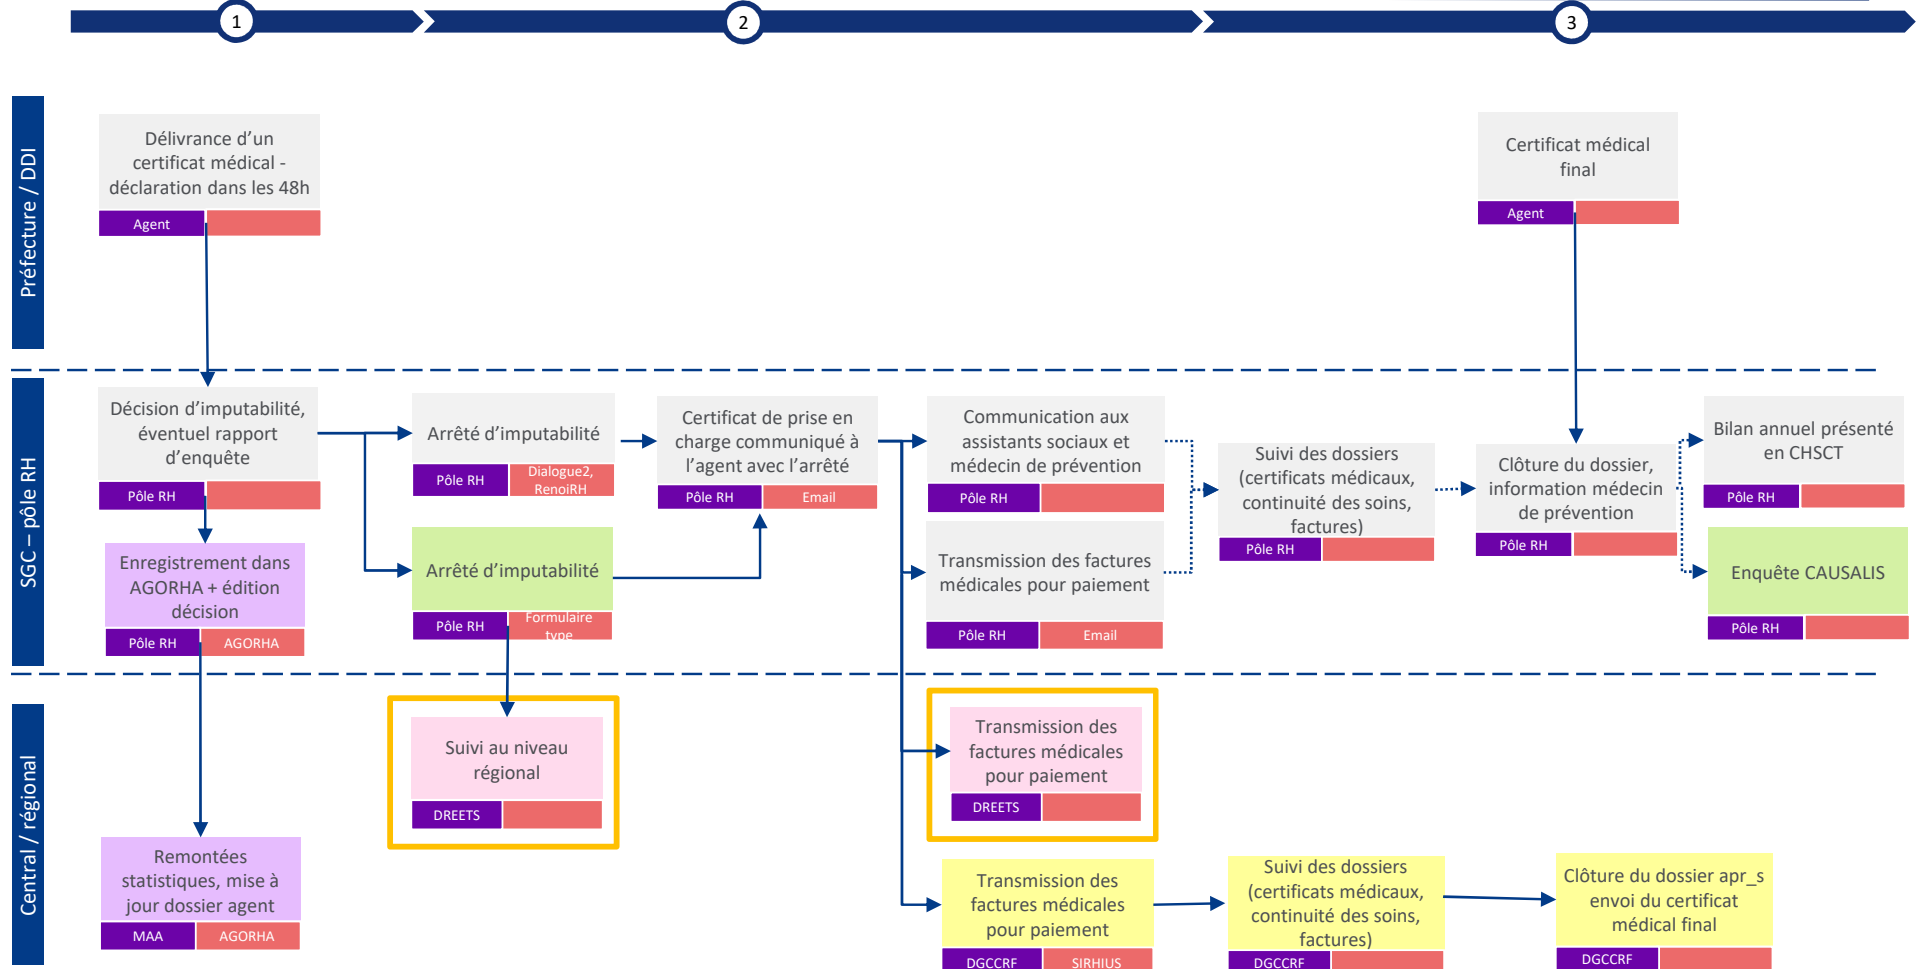 1
2
3
Préfecture / DDI
Délivrance d'un
certificat médical -
déclaration dans les 48h
Agent
Certificat médical
final
Agent
SGC – pôle RH
Décision d'imputabilité,
éventuel rapport
d'enquête
Pôle RH
Enregistrement dans
AGORHA + édition
décision
Pôle RH
AGORHA
Arrêté d'imputabilité
Pôle RH
Dialogue2,
RenoiRH
Arrêté d'imputabilité
Pôle RH
Formulaire
type
Certificat de prise en
charge communiqué à
l'agent avec l'arrêté
Pôle RH
Email
Communication aux
assistants sociaux et
médecin de prévention
Pôle RH
Transmission des factures
médicales pour paiement
Pôle RH
Email
Suivi des dossiers
(certificats médicaux,
continuité des soins,
factures)
Pôle RH
Clôture du dossier,
information médecin
de prévention
Pôle RH
Bilan annuel présenté
en CHSCT
Pôle RH
Enquête CAUSALIS
Pôle RH
Central / régional
Remontées
statistiques, mise à
jour dossier agent
MAA
AGORHA
Suivi au niveau
régional
DREETS
Transmission des
factures médicales
pour paiement
DREETS
Transmission des
factures médicales
pour paiement
DGCCRF
SIRHIUS
Suivi des dossiers
(certificats médicaux,
continuité des soins,
factures)
DGCCRF
Clôture du dossier apr_s
envoi du certificat
médical final
DGCCRF